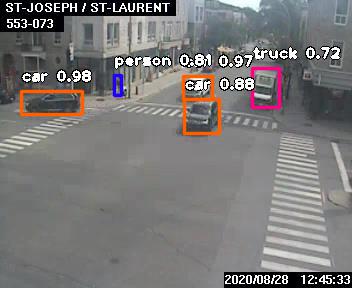 ST-JOSEPH / ST-LAURENT
553-073
person 0.81
0.97
truck 0.72
car 0.98
car 0.88
2020/08/28 12:45:33